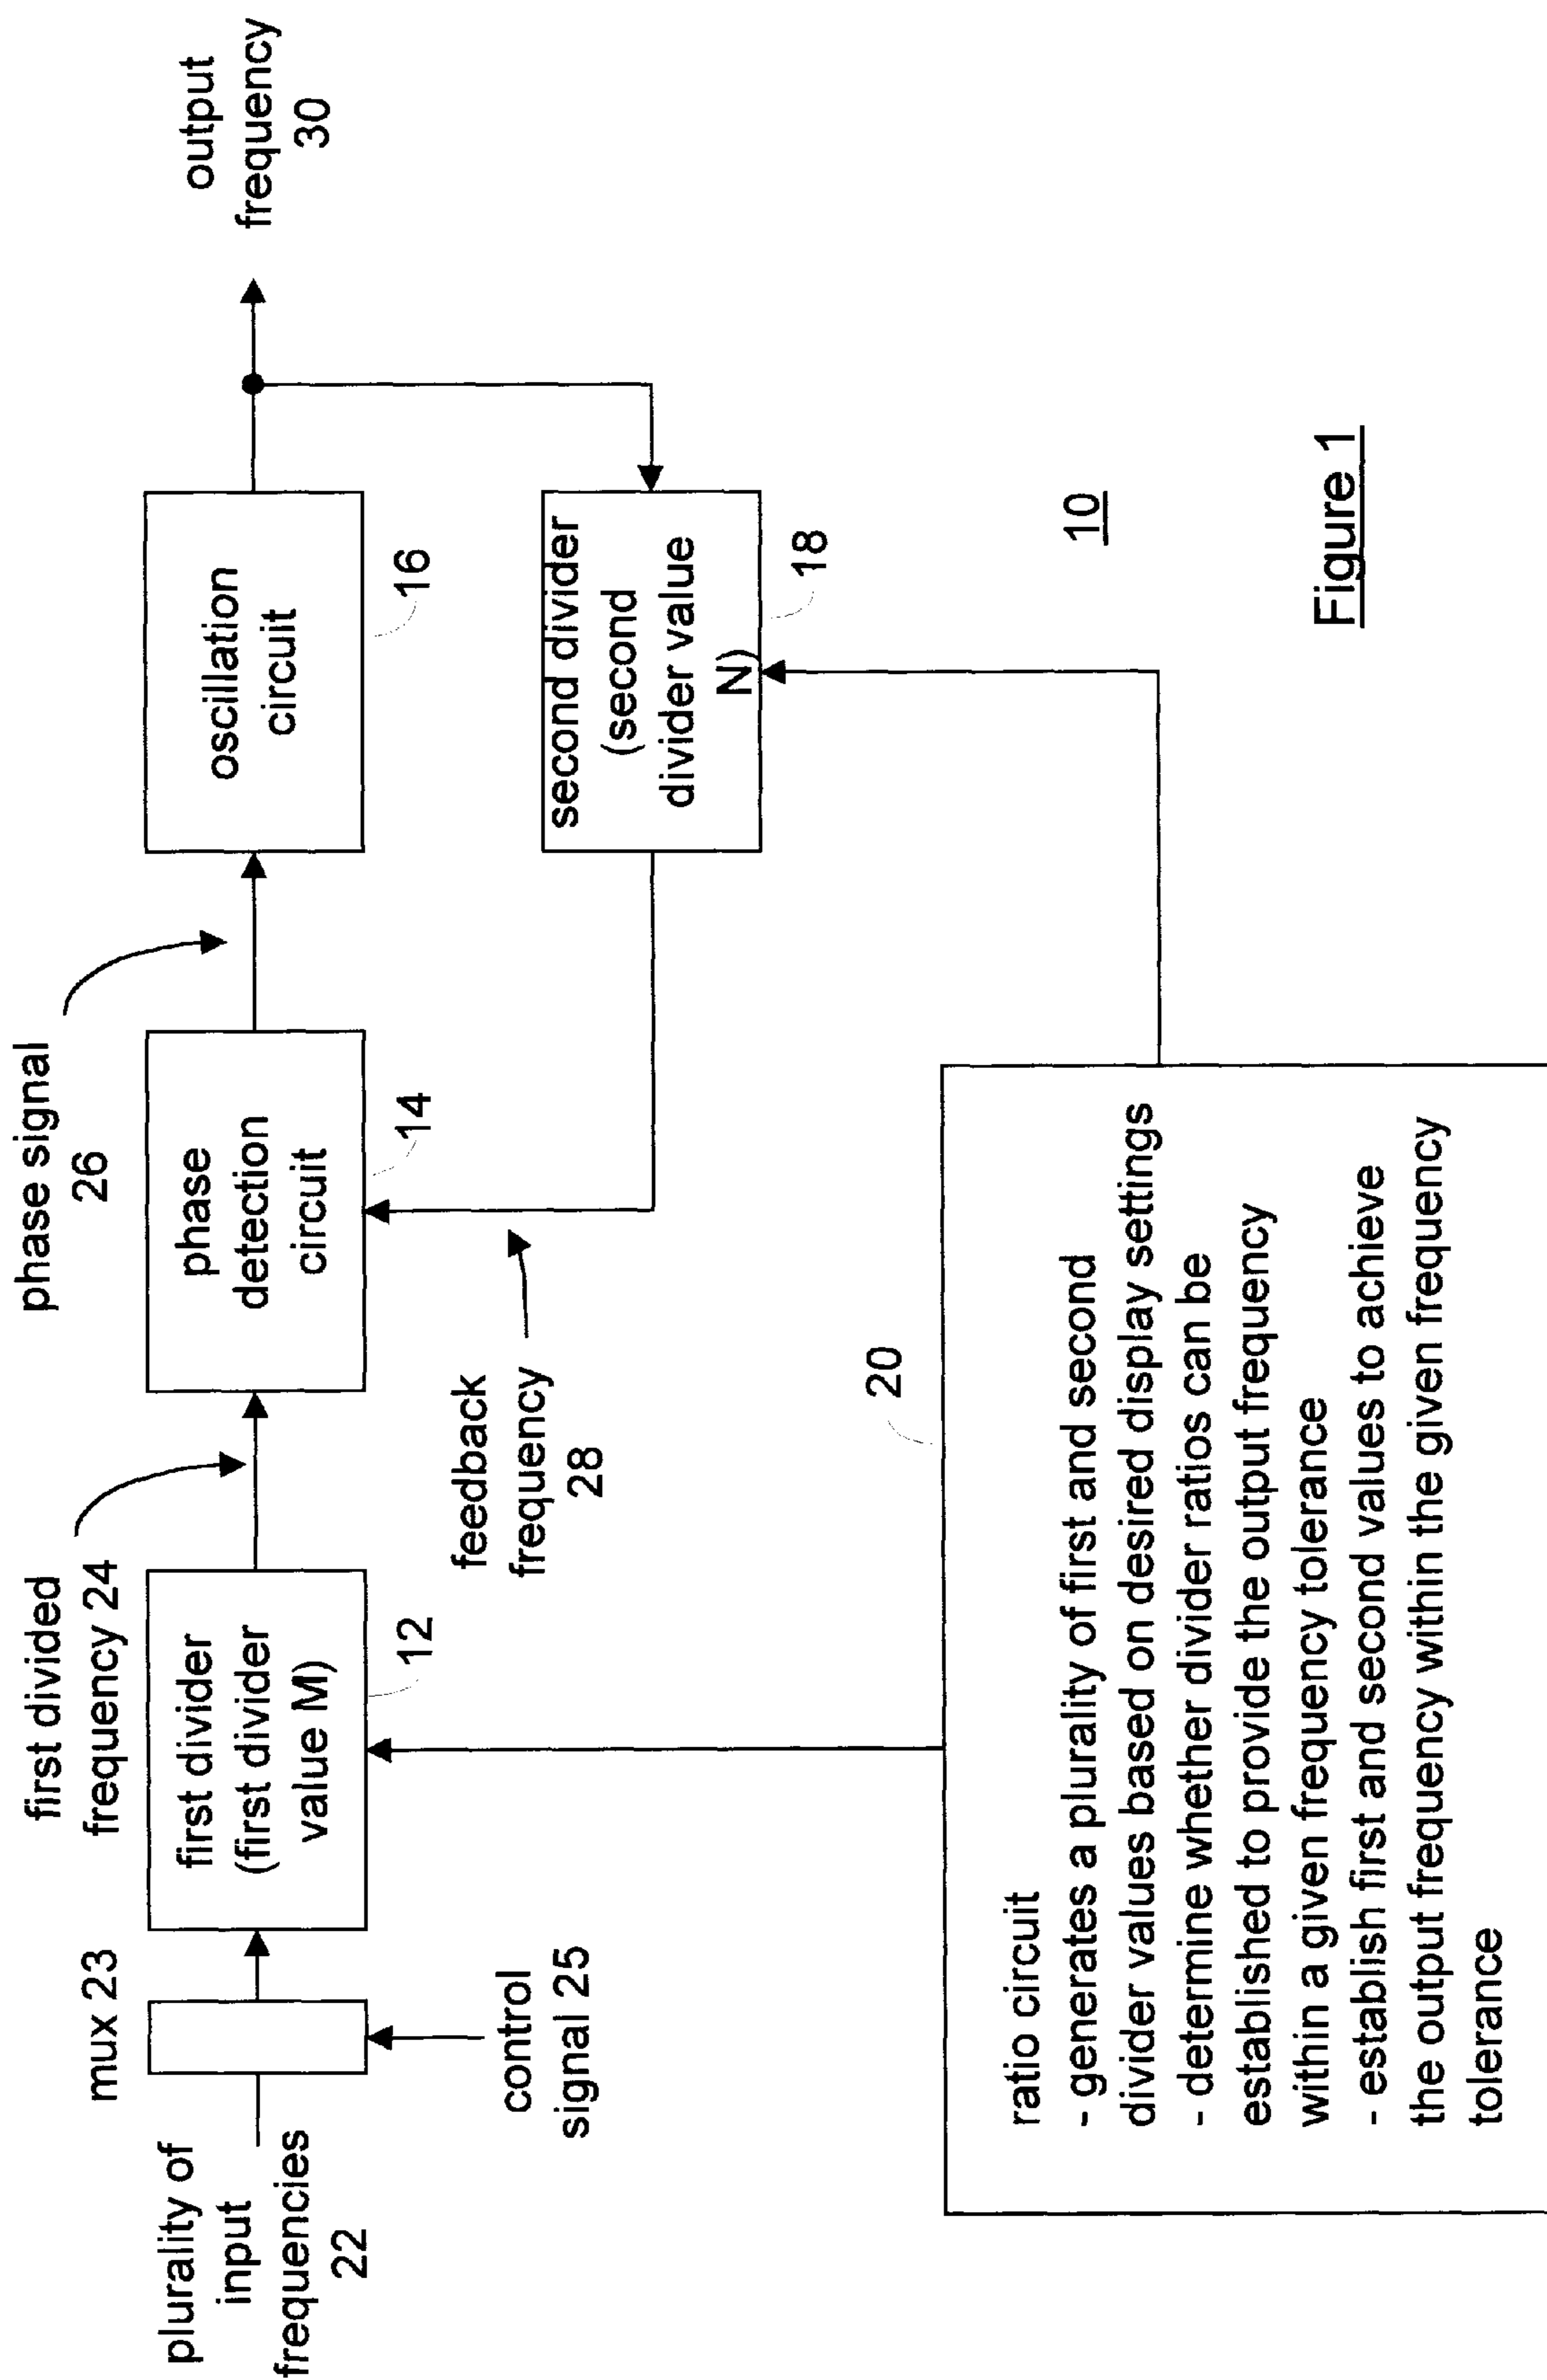 plurality of
input
frequencies
22
mux 23
control
signal 25
first divided
frequency 24
first divider
(first divider
value M)
12
phase signal
26
phase
detection
circuit
14
feedback
frequency
28
oscillation
circuit
16
second divider
(second
divider value
N)
18
output
frequency
30
20
ratio circuit
- generates a plurality of first and second
divider values based on desired display settings
- determine whether divider ratios can be
established to provide the output frequency
within a given frequency tolerance
- establish first and second values to achieve
the output frequency within the given frequency
tolerance
10
Figure 1